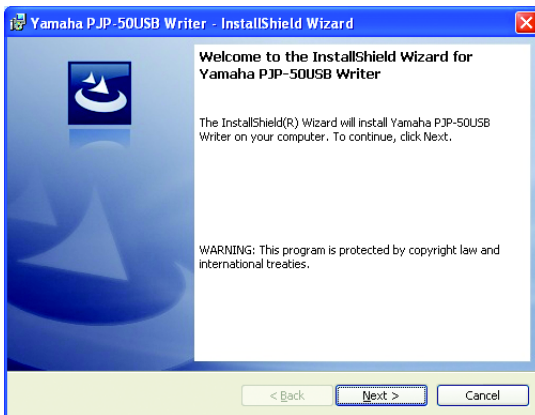 Yamaha PJP-50USB Writer - InstallShield Wizard
Welcome to the InstallShield Wizard for
Yamaha PJP-50USB Writer
The InstallShield(R) Wizard will install Yamaha PJP-50USB
Writer on your computer. To continue, click Next.
WARNING: This program is protected by copyright law and
international treaties.
< Back Next > Cancel